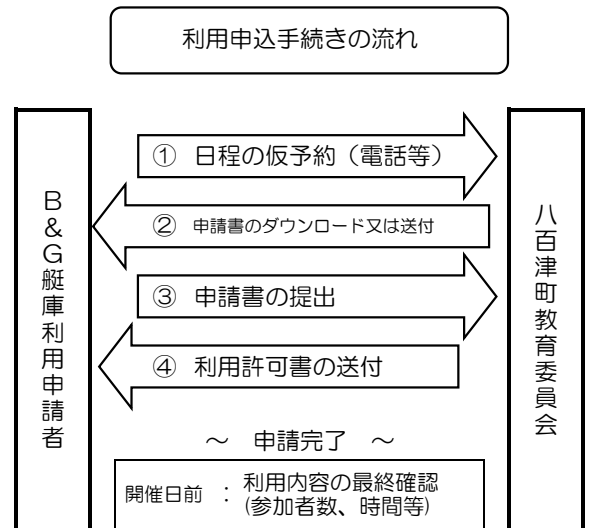 利用申込手続きの流れ
B&G艇庫利用申請者
① 日程の仮予約（電話等）
② 申請書のダウンロード又は送付
③ 申請書の提出
④ 利用許可書の送付
八百津町教育委員会
～ 申請完了 ～
開催日前 : 利用内容の最終確認
(参加者数、時間等)